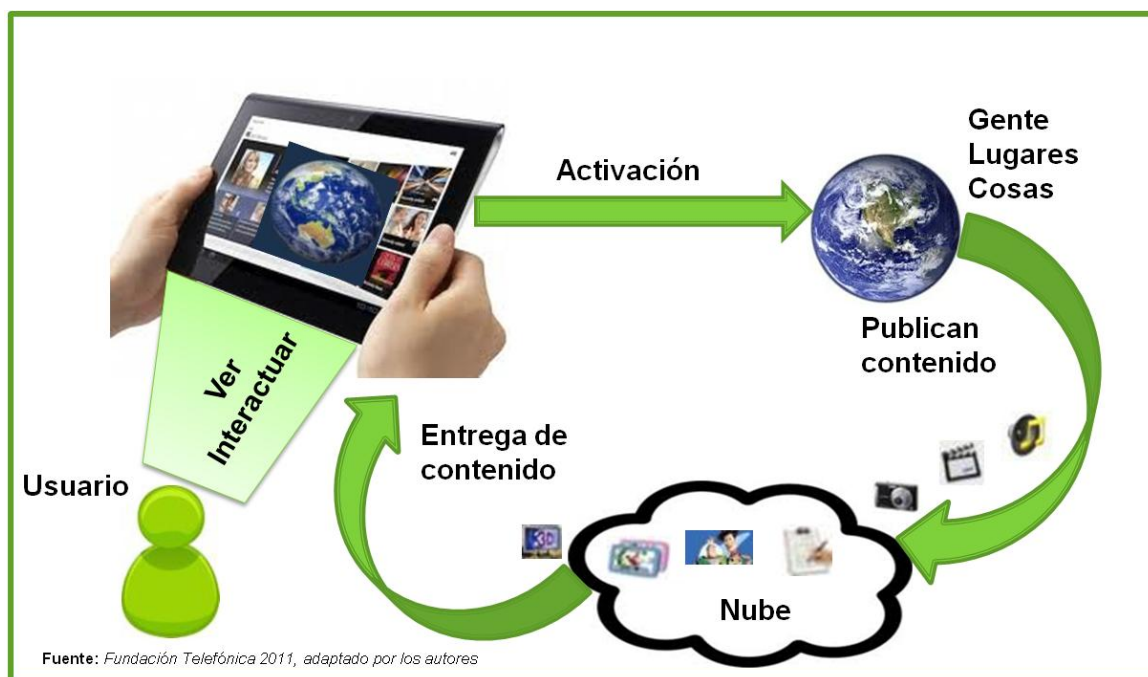 Gente
Lugares
Cosas
Activación
Publican
contenido
Ver
Interactuar
Entrega de
contenido
Usuario
3D
Nube
Fuente: Fundación Telefónica 2011, adaptado por los autores